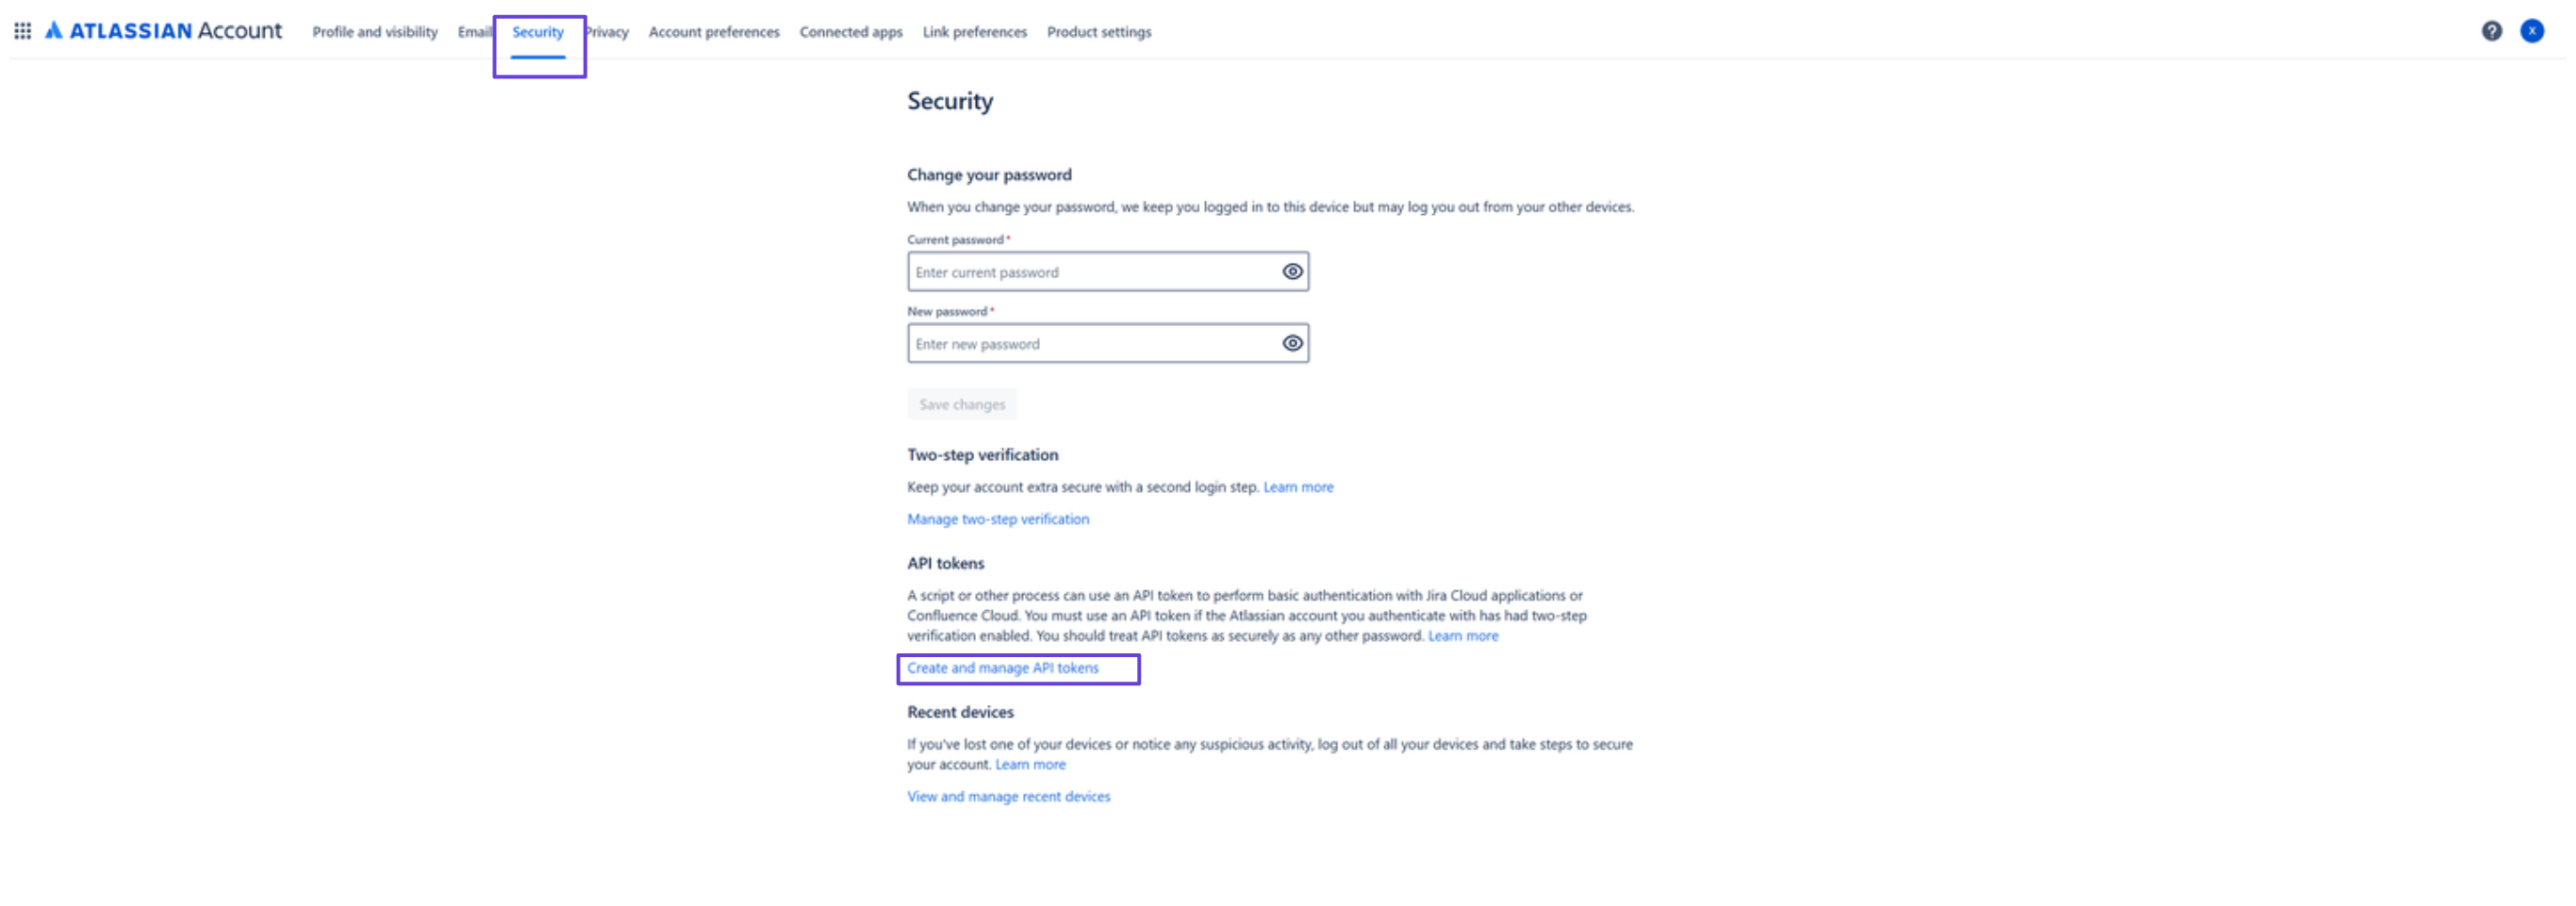 ATLASSIAN Account Profile and visibility Email Security Privacy Account preferences Connected apps Link preferences Product settings ? X
Security
Change your password
When you change your password, we keep you logged in to this device but may log you out from your other devices.
Current password *
Enter current password
New password *
Enter new password
Save changes
Two-step verification
Keep your account extra secure with a second login step. Learn more
Manage two-step verification
API tokens
A script or other process can use an API token to perform basic authentication with Jira Cloud applications or
Confluence Cloud. You must use an API token if the Atlassian account you authenticate with has had two-step
verification enabled. You should treat API tokens as securely as any other password. Learn more
Create and manage API tokens
Recent devices
If you've lost one of your devices or notice any suspicious activity, log out of all your devices and take steps to secure
your account. Learn more
View and manage recent devices